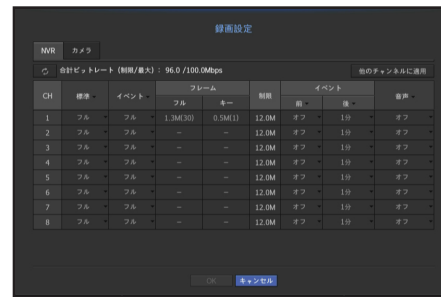 録画設定
NVR カメラ
合計ビットレート (制限/最大) : 96.0 /100.0Mbps 他のチャンネルに適用
CH 標準 イベント フレーム 制限 イベント 音声
フル キー 前 後
1 フル フル 1.3M(30) 0.5M(1) 12.0M オフ 1分 オフ
2 フル フル – – 12.0M オフ 1分 オフ
3 フル フル – – 12.0M オフ 1分 オフ
4 フル フル – – 12.0M オフ 1分 オフ
5 フル フル – – 12.0M オフ 1分 オフ
6 フル フル – – 12.0M オフ 1分 オフ
7 フル フル – – 12.0M オフ 1分 オフ
8 フル フル – – 12.0M オフ 1分 オフ
OK キャンセル